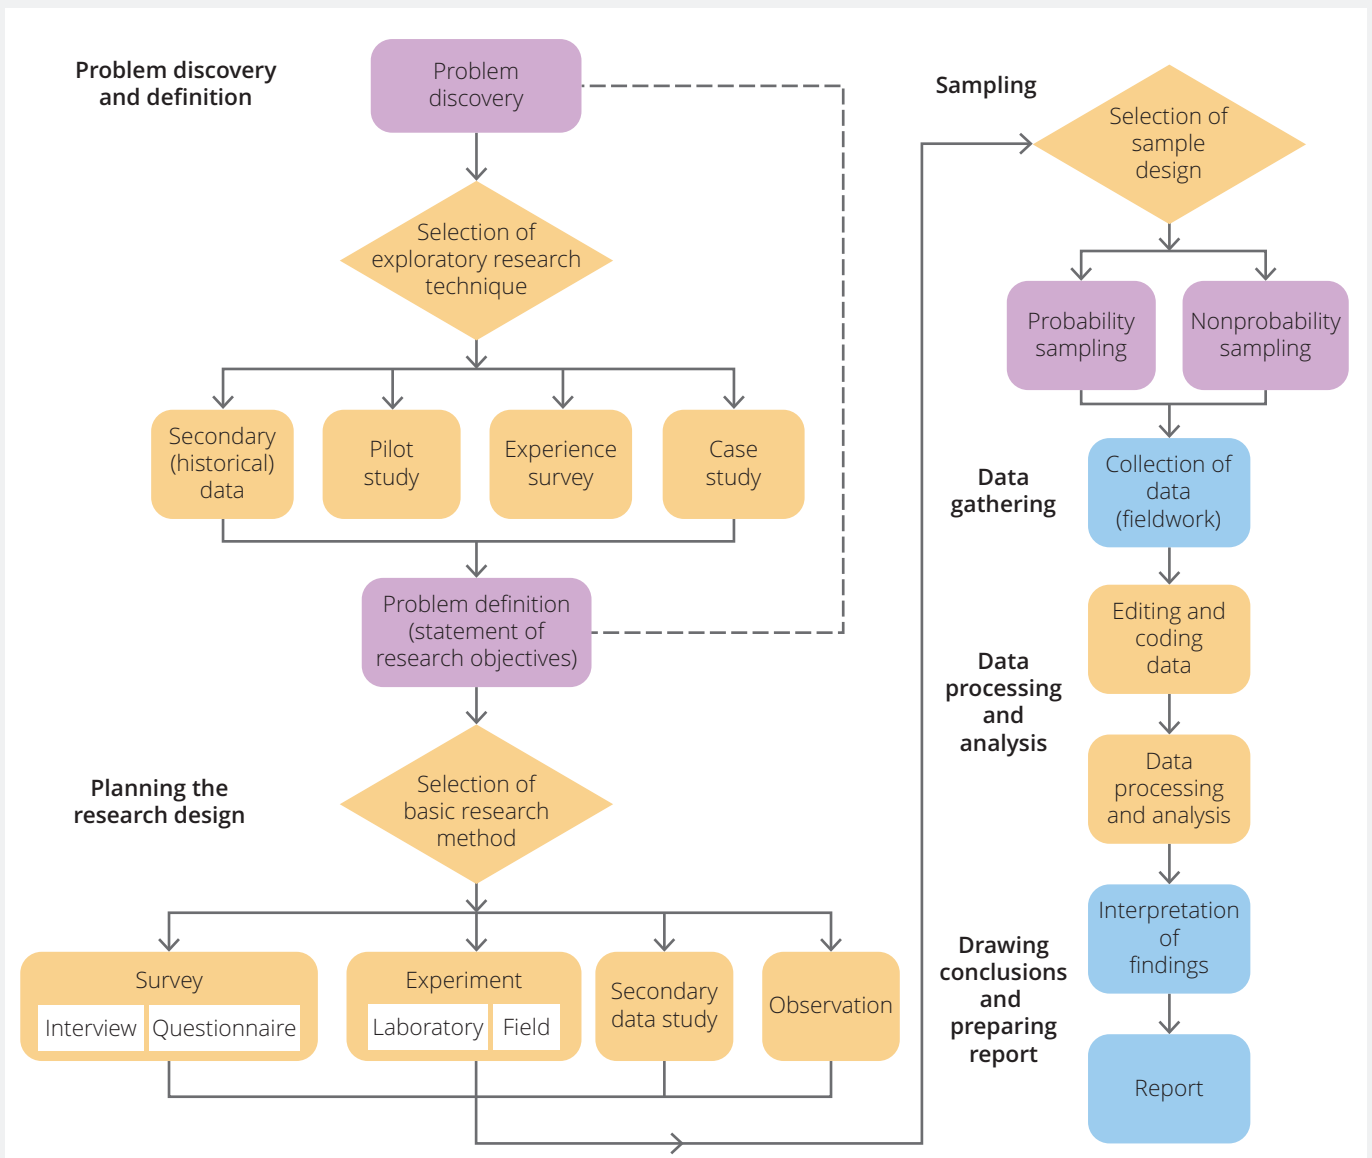 Problem discovery
and definition
Problem
discovery
Selection of
exploratory research
technique
Secondary
(historical)
data
Pilot
study
Experience
survey
Case
study
Problem definition
(statement of
research objectives)
Planning the
research design
Selection of
basic research
method
Survey
Interview
Questionnaire
Experiment
Laboratory
Field
Secondary
data study
Observation
Sampling
Selection of
sample
design
Probability
sampling
Nonprobability
sampling
Data
gathering
Collection of
data
(fieldwork)
Data
processing
and
analysis
Editing and
coding
data
Data
processing
and analysis
Drawing
conclusions
and
preparing
report
Interpretation
of
findings
Report